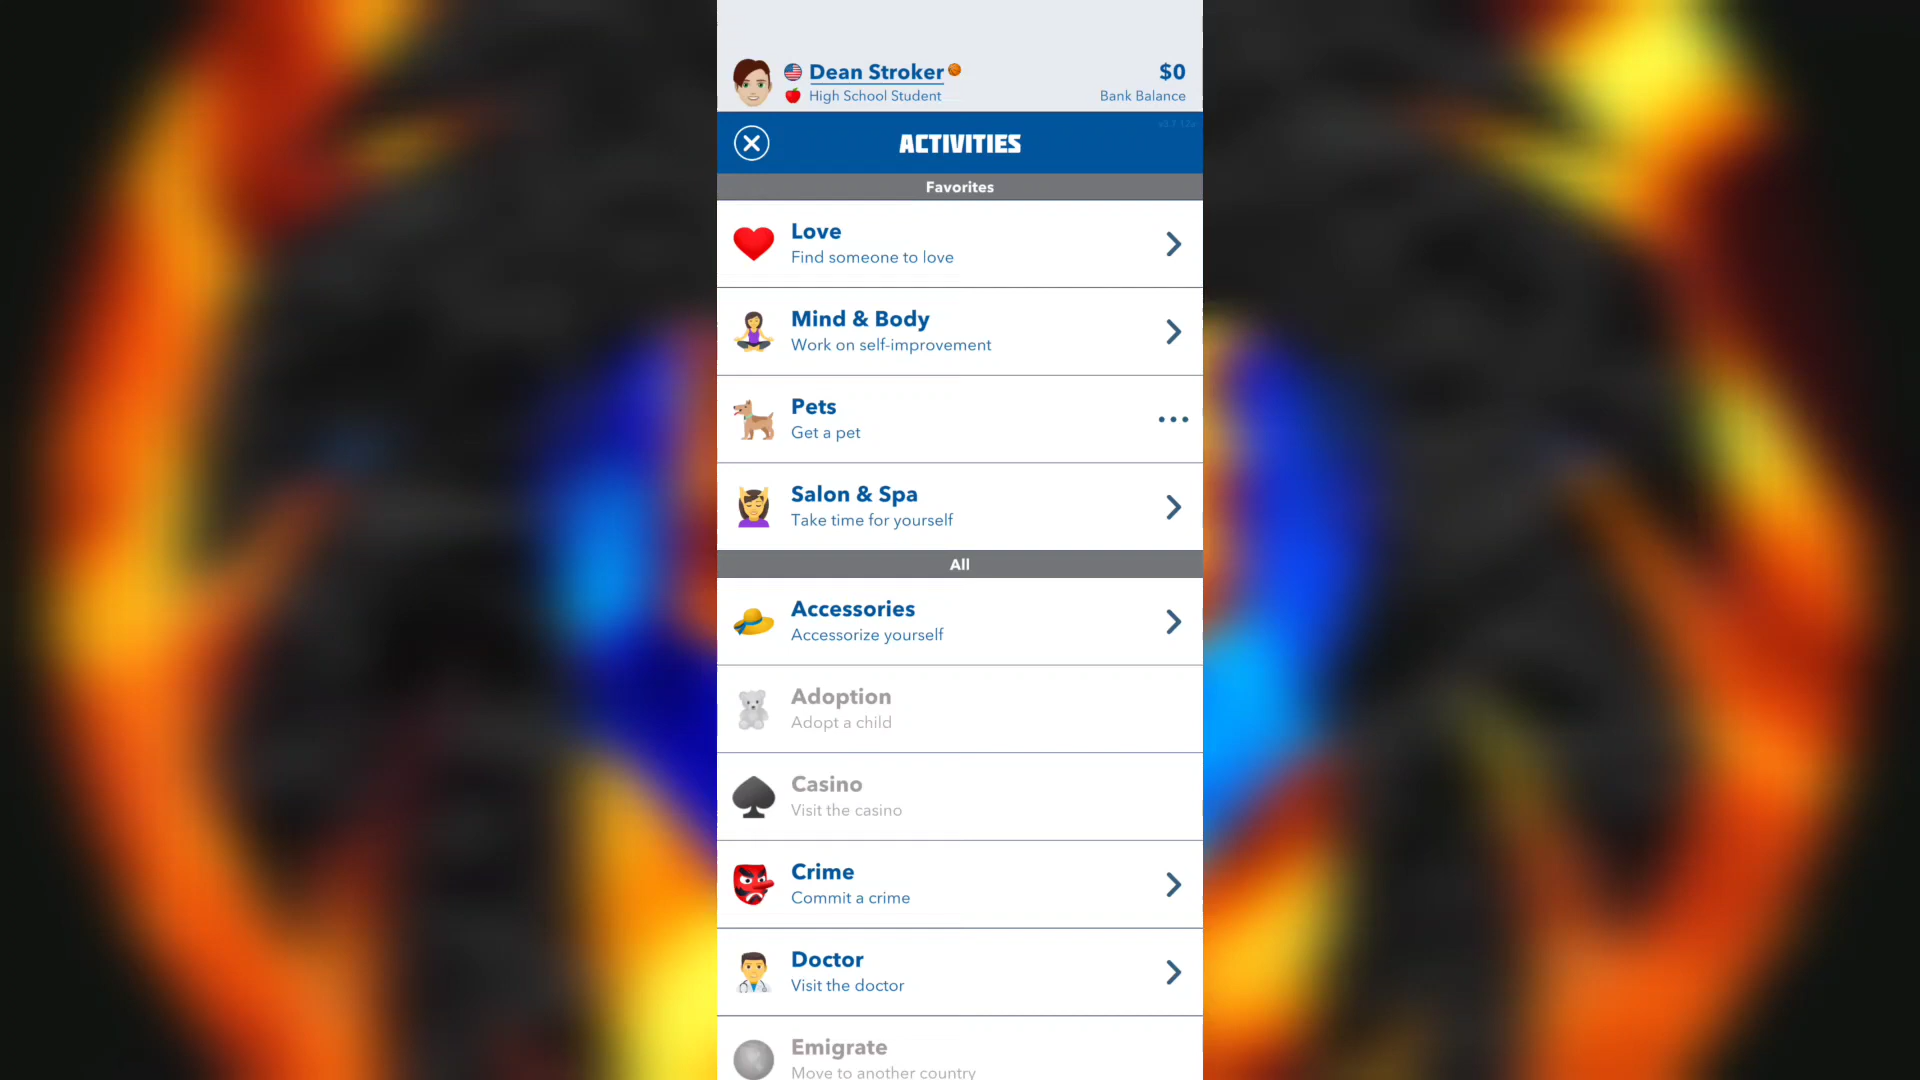 Dean Stroker
$0
High School Student
Bank Balance
ACTIVITIES
Favorites
Love
Find someone to love
Mind & Body
Work on self-improvement
Pets
Get a pet
Salon & Spa
Take time for yourself
All
Accessories
Accessorize yourself
Adoption
Adopt a child
Casino
Visit the casino
Crime
Commit a crime
Doctor
Visit the doctor
Emigrate
Move to another country